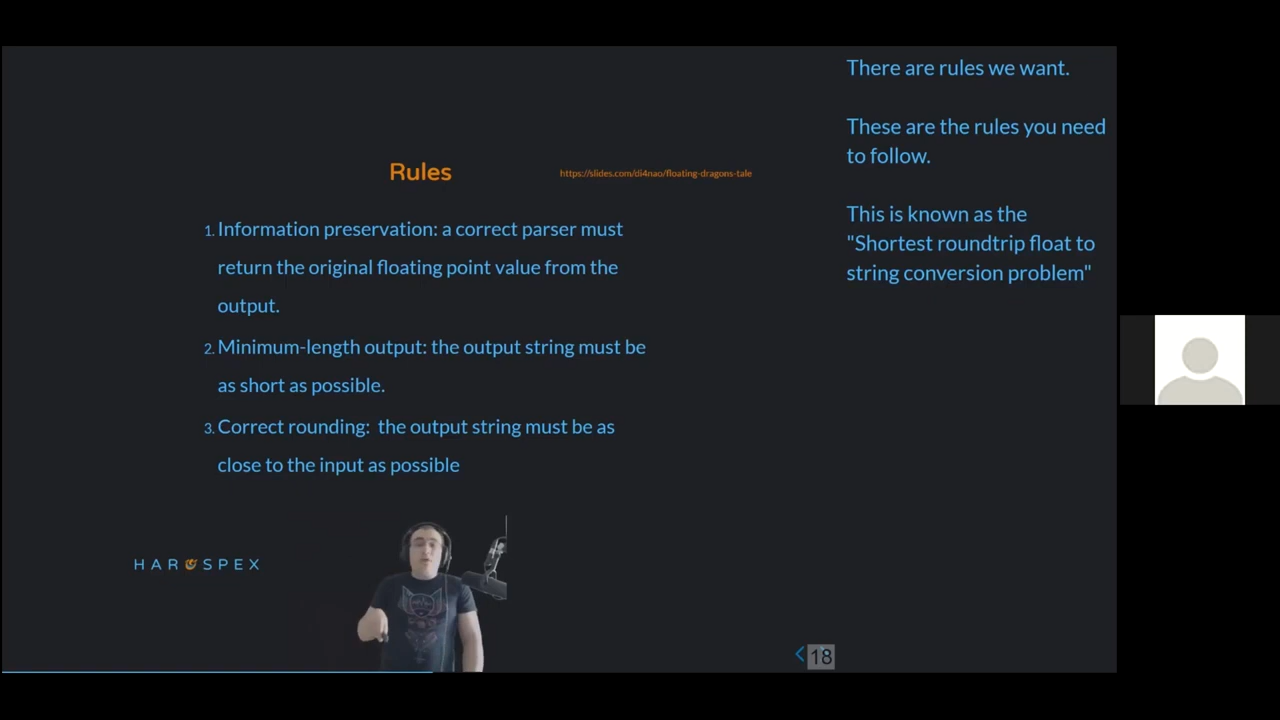 Rules
https://slides.com/di4nao/floating-dragons-tale
1. Information preservation: a correct parser must
return the original floating point value from the
output.
2. Minimum-length output: the output string must be
as short as possible.
3. Correct rounding:  the output string must be as
close to the input as possible
HARUSPEX
18
There are rules we want.
These are the rules you need
to follow.
This is known as the
"Shortest roundtrip float to
string conversion problem"